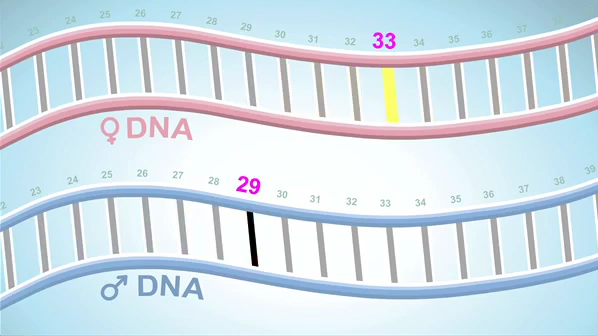 23 24 25 26 27 28 29 30 31 32 33 34 35 36 37 38
♀ DNA
23 24 25 26 27 28 29 30 31 32 33 34 35 36 37 38 39
♂ DNA